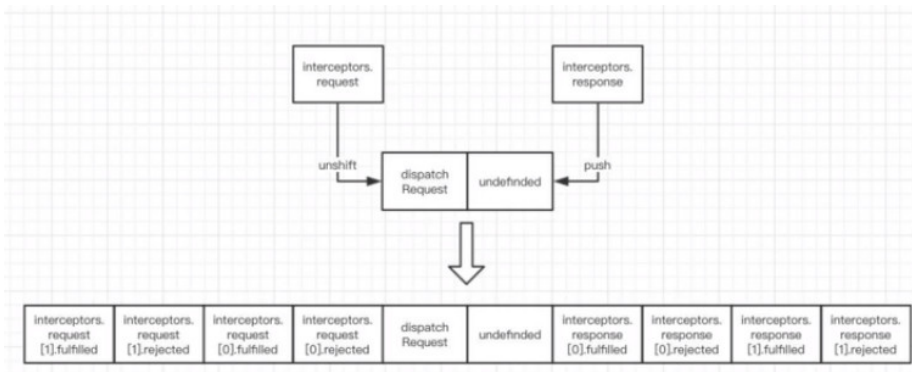 interceptors.
request
interceptors.
response
unshift
push
dispatch
Request
undefinded
interceptors.
request
[1].fulfilled
interceptors.
request
[1].rejected
interceptors.
request
[0].fulfilled
interceptors.
request
[0].rejected
dispatch
Request
undefinded
interceptors.
response
[0].fulfilled
interceptors.
response
[0].rejected
interceptors.
response
[1].fulfilled
interceptors.
response
[1].rejected